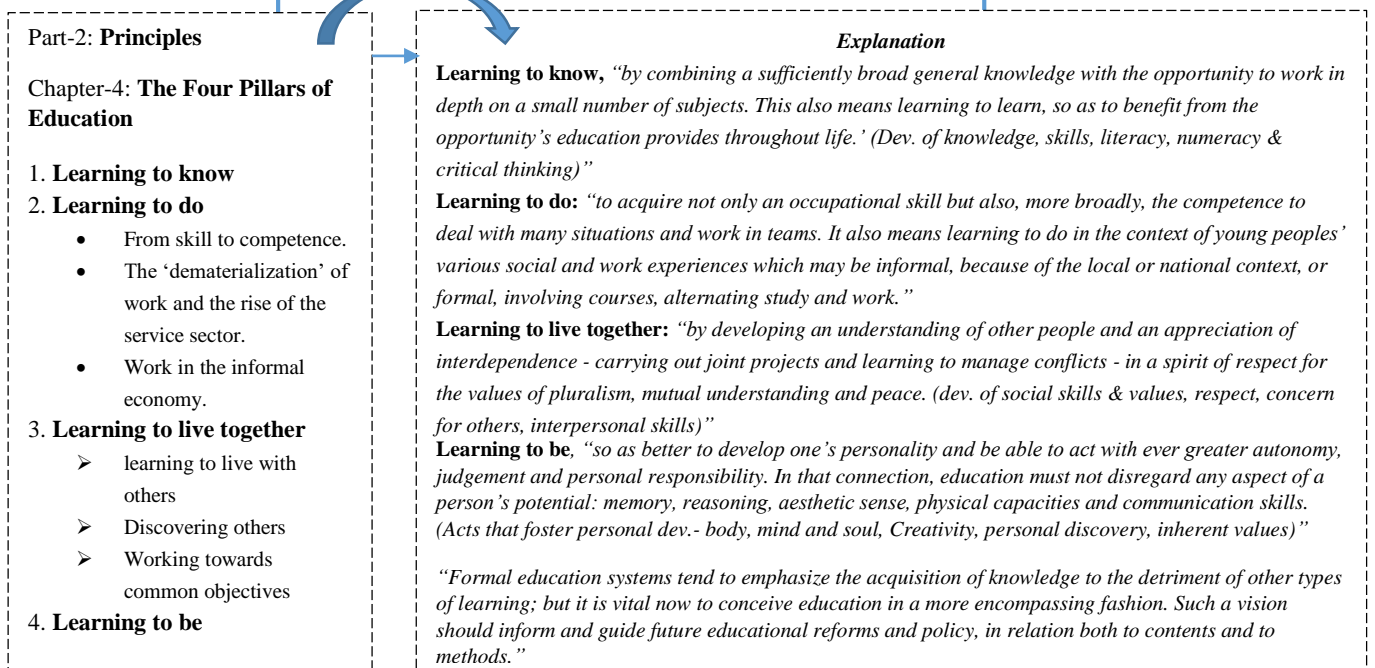 Part-2: Principles
Chapter-4: The Four Pillars of
Education
1. Learning to know
2. Learning to do
• From skill to competence.
• The ‘dematerialization’ of
work and the rise of the
service sector.
• Work in the informal
economy.
3. Learning to live together
➢ learning to live with
others
➢ Discovering others
➢ Working towards
common objectives
4. Learning to be
Explanation
Learning to know, “by combining a sufficiently broad general knowledge with the opportunity to work in
depth on a small number of subjects. This also means learning to learn, so as to benefit from the
opportunity’s education provides throughout life.’ (Dev. of knowledge, skills, literacy, numeracy &
critical thinking)”
Learning to do: “to acquire not only an occupational skill but also, more broadly, the competence to
deal with many situations and work in teams. It also means learning to do in the context of young peoples’
various social and work experiences which may be informal, because of the local or national context, or
formal, involving courses, alternating study and work.”
Learning to live together: “by developing an understanding of other people and an appreciation of
interdependence - carrying out joint projects and learning to manage conflicts - in a spirit of respect for
the values of pluralism, mutual understanding and peace. (dev. of social skills & values, respect, concern
for others, interpersonal skills)”
Learning to be, “so as better to develop one’s personality and be able to act with ever greater autonomy,
judgement and personal responsibility. In that connection, education must not disregard any aspect of a
person’s potential: memory, reasoning, aesthetic sense, physical capacities and communication skills.
(Acts that foster personal dev.- body, mind and soul, Creativity, personal discovery, inherent values)”
“Formal education systems tend to emphasize the acquisition of knowledge to the detriment of other types
of learning; but it is vital now to conceive education in a more encompassing fashion. Such a vision
should inform and guide future educational reforms and policy, in relation both to contents and to
methods.”